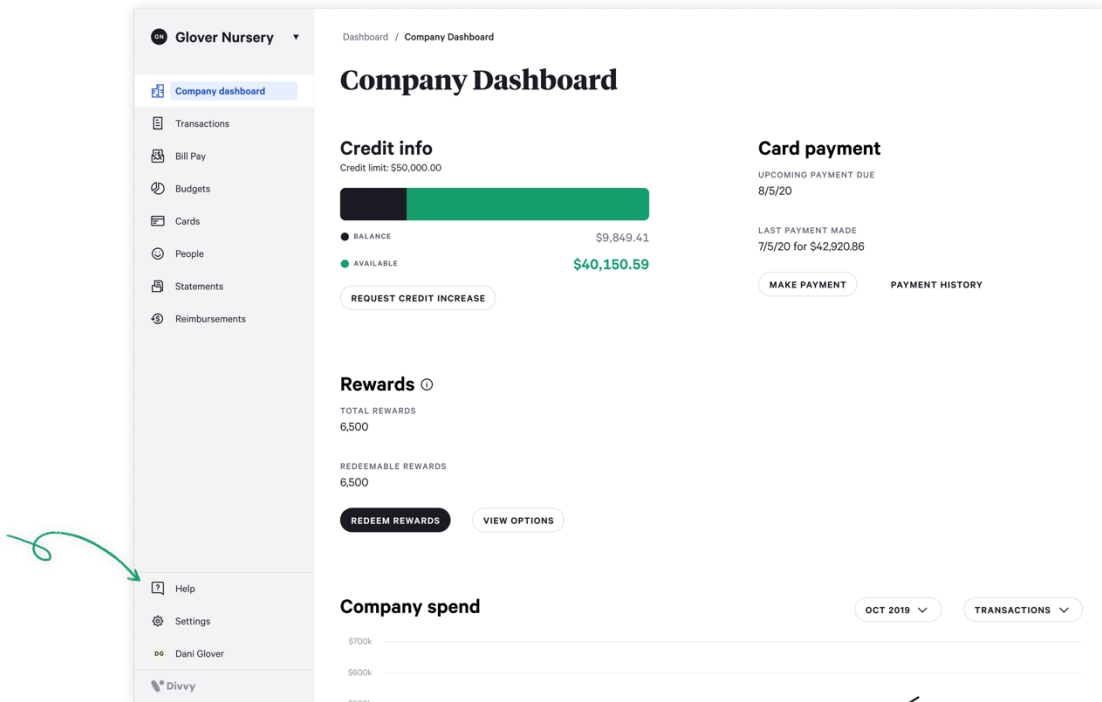 GN Glover Nursery
Company dashboard
Transactions
Bill Pay
Budgets
Cards
People
Statements
Reimbursements
Help
Settings
DG Dani Glover
Divvy
Dashboard / Company Dashboard
Company Dashboard
Credit info
Credit limit: $50,000.00
BALANCE $9,849.41
AVAILABLE $40,150.59
REQUEST CREDIT INCREASE
Card payment
UPCOMING PAYMENT DUE
8/5/20
LAST PAYMENT MADE
7/5/20 for $42,920.86
MAKE PAYMENT PAYMENT HISTORY
Rewards
TOTAL REWARDS
6,500
REDEEMABLE REWARDS
6,500
REDEEM REWARDS VIEW OPTIONS
Company spend
OCT 2019 TRANSACTIONS
$700k
$600k